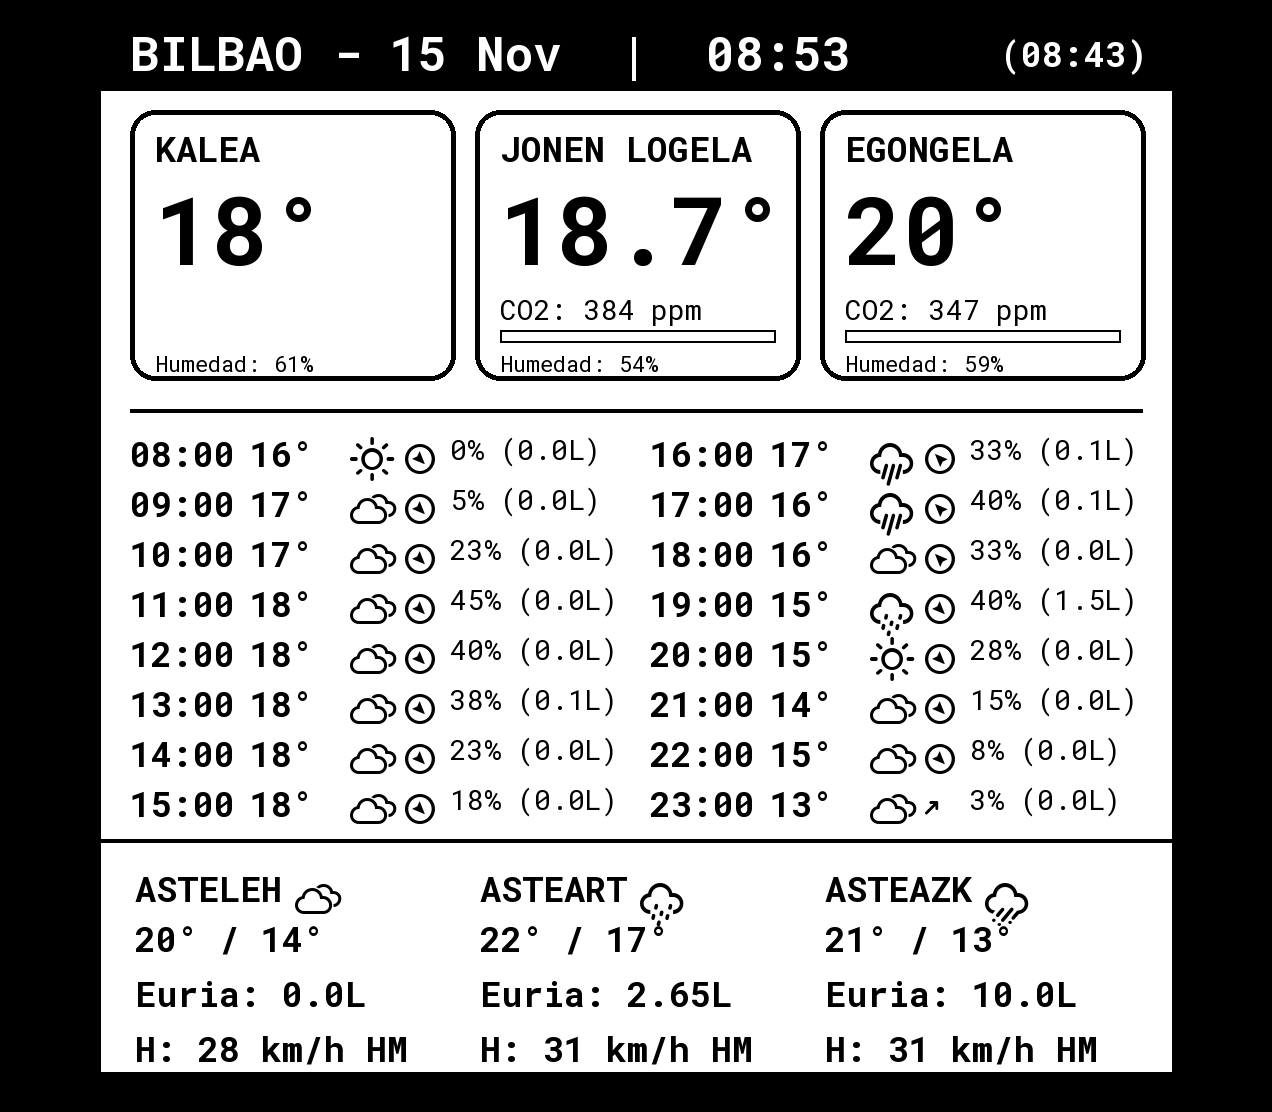 BILBAO - 15 Nov | 08:53 (08:43)
KALEA
18°
Humedad: 61%
JONEN LOGELA
18.7°
CO2: 384 ppm
Humedad: 54%
EGONGELA
20°
CO2: 347 ppm
Humedad: 59%
08:00 16° 0% (0.0L)
09:00 17° 5% (0.0L)
10:00 17° 23% (0.0L)
11:00 18° 45% (0.0L)
12:00 18° 40% (0.0L)
13:00 18° 38% (0.1L)
14:00 18° 23% (0.0L)
15:00 18° 18% (0.0L)
16:00 17° 33% (0.1L)
17:00 16° 40% (0.1L)
18:00 16° 33% (0.0L)
19:00 15° 40% (1.5L)
20:00 15° 28% (0.0L)
21:00 14° 15% (0.0L)
22:00 15° 8% (0.0L)
23:00 13° 3% (0.0L)
ASTELEH
20° / 14°
Euria: 0.0L
H: 28 km/h HM
ASTEART
22° / 17°
Euria: 2.65L
H: 31 km/h HM
ASTEAZK
21° / 13°
Euria: 10.0L
H: 31 km/h HM